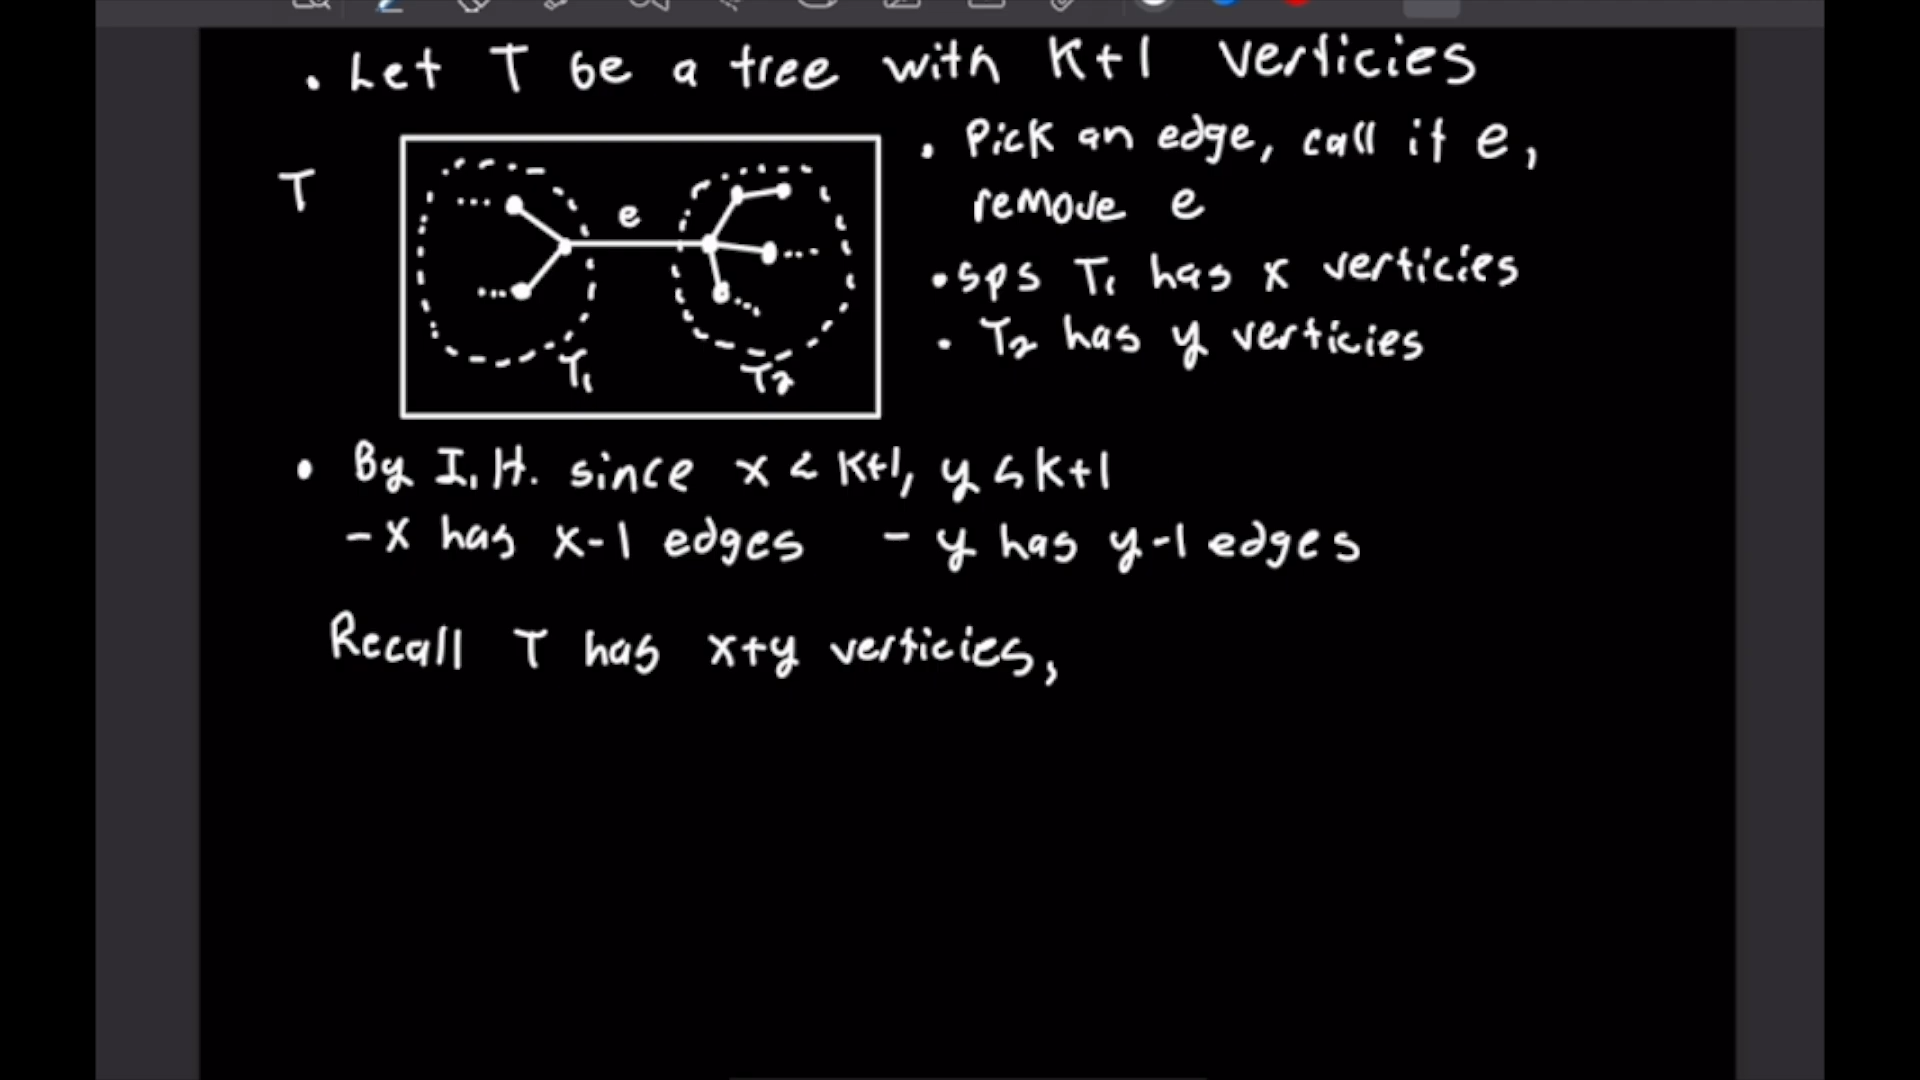 • Let T be a tree with K+1 verticies
T
e
T₁
T₂
• Pick an edge, call it e,
remove e
• sps T₁ has x verticies
• T₂ has y verticies
• By I.H. since x < K+1, y < K+1
- x has x-1 edges - y has y-1 edges
Recall T has x+y verticies,